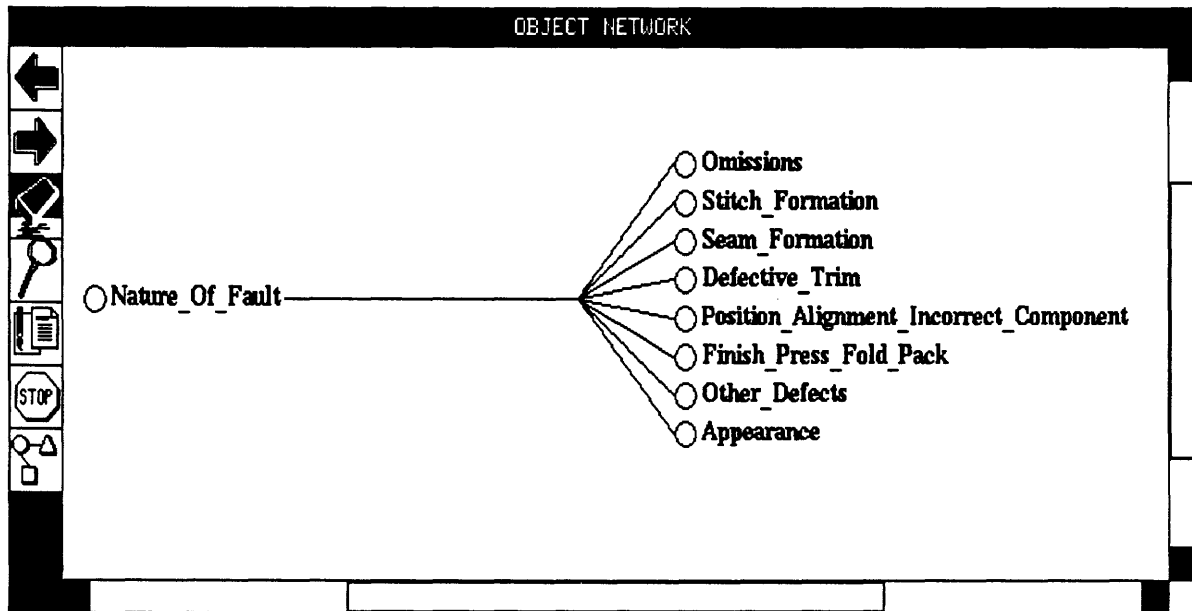 OBJECT NETWORK
Omissions
Stitch_Formation
Seam_Formation
Defective_Trim
Nature_Of_Fault
Position_Alignment_Incorrect_Component
Finish_Press_Fold_Pack
Other_Defects
Appearance
STOP